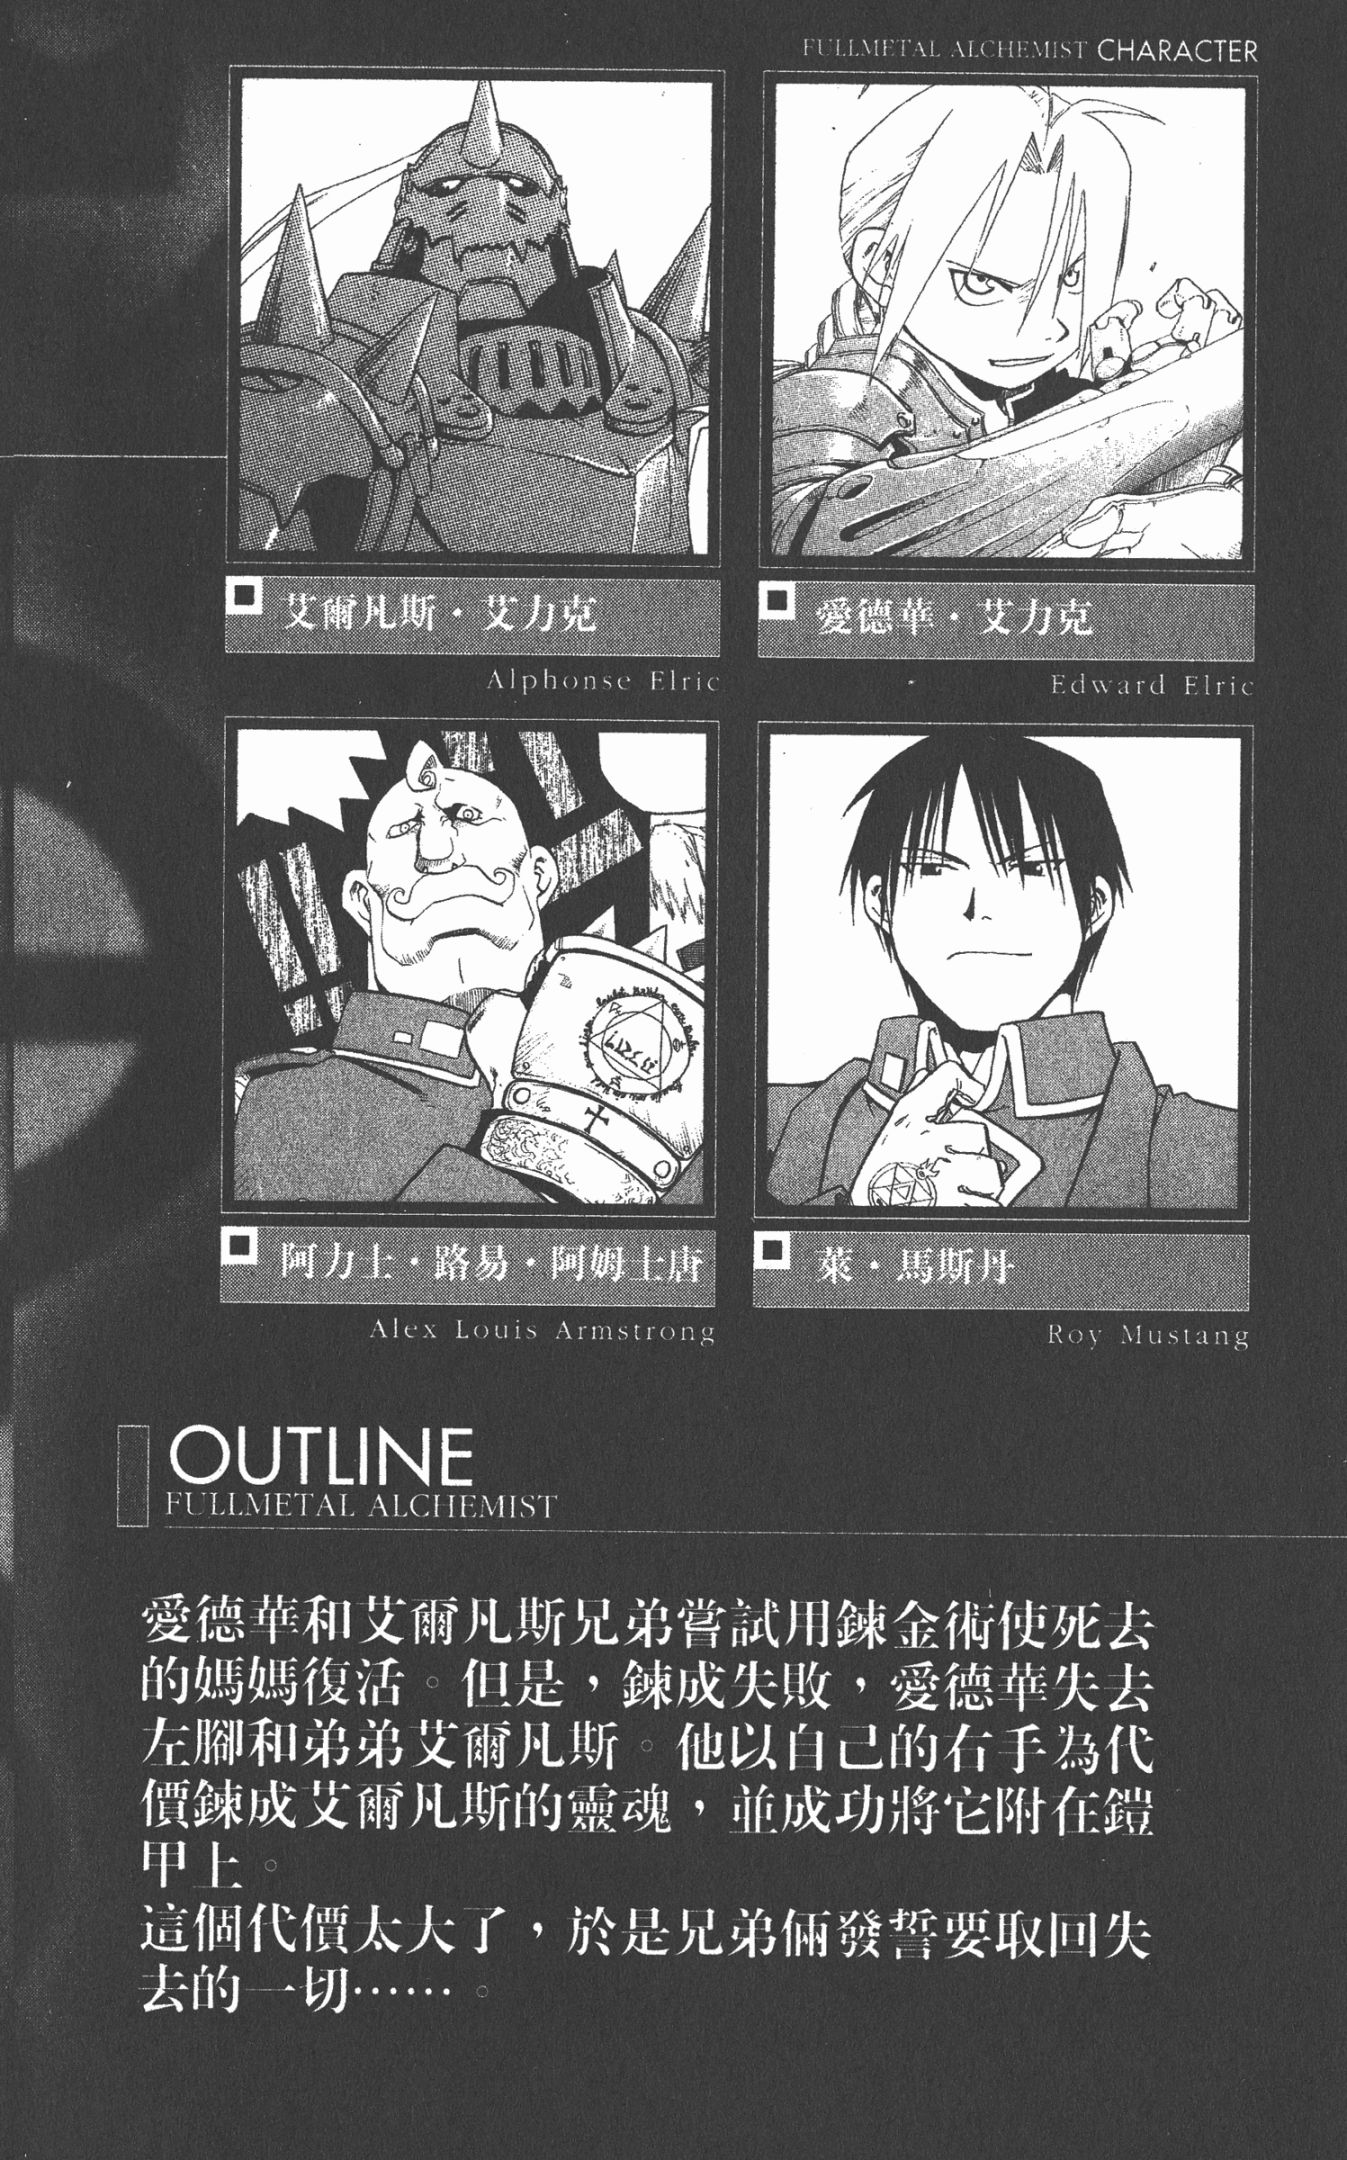 FULLMETAL ALCHEMIST CHARACTER
艾爾凡斯・艾力克
Alphonse Elric
愛德華・艾力克
Edward Elric
阿力士・路易・阿姆士唐
Alex Louis Armstrong
萊・馬斯丹
Roy Mustang
OUTLINE
FULLMETAL ALCHEMIST
愛德華和艾爾凡斯兄弟嘗試用鍊金術使死去
的媽媽復活。但是，鍊成失敗，愛德華失去
左腳和弟弟艾爾凡斯。他以自己的右手為代
價鍊成艾爾凡斯的靈魂，並成功將它附在鎧
甲上。
這個代價太大了，於是兄弟倆發誓要取回失
去的一切……。